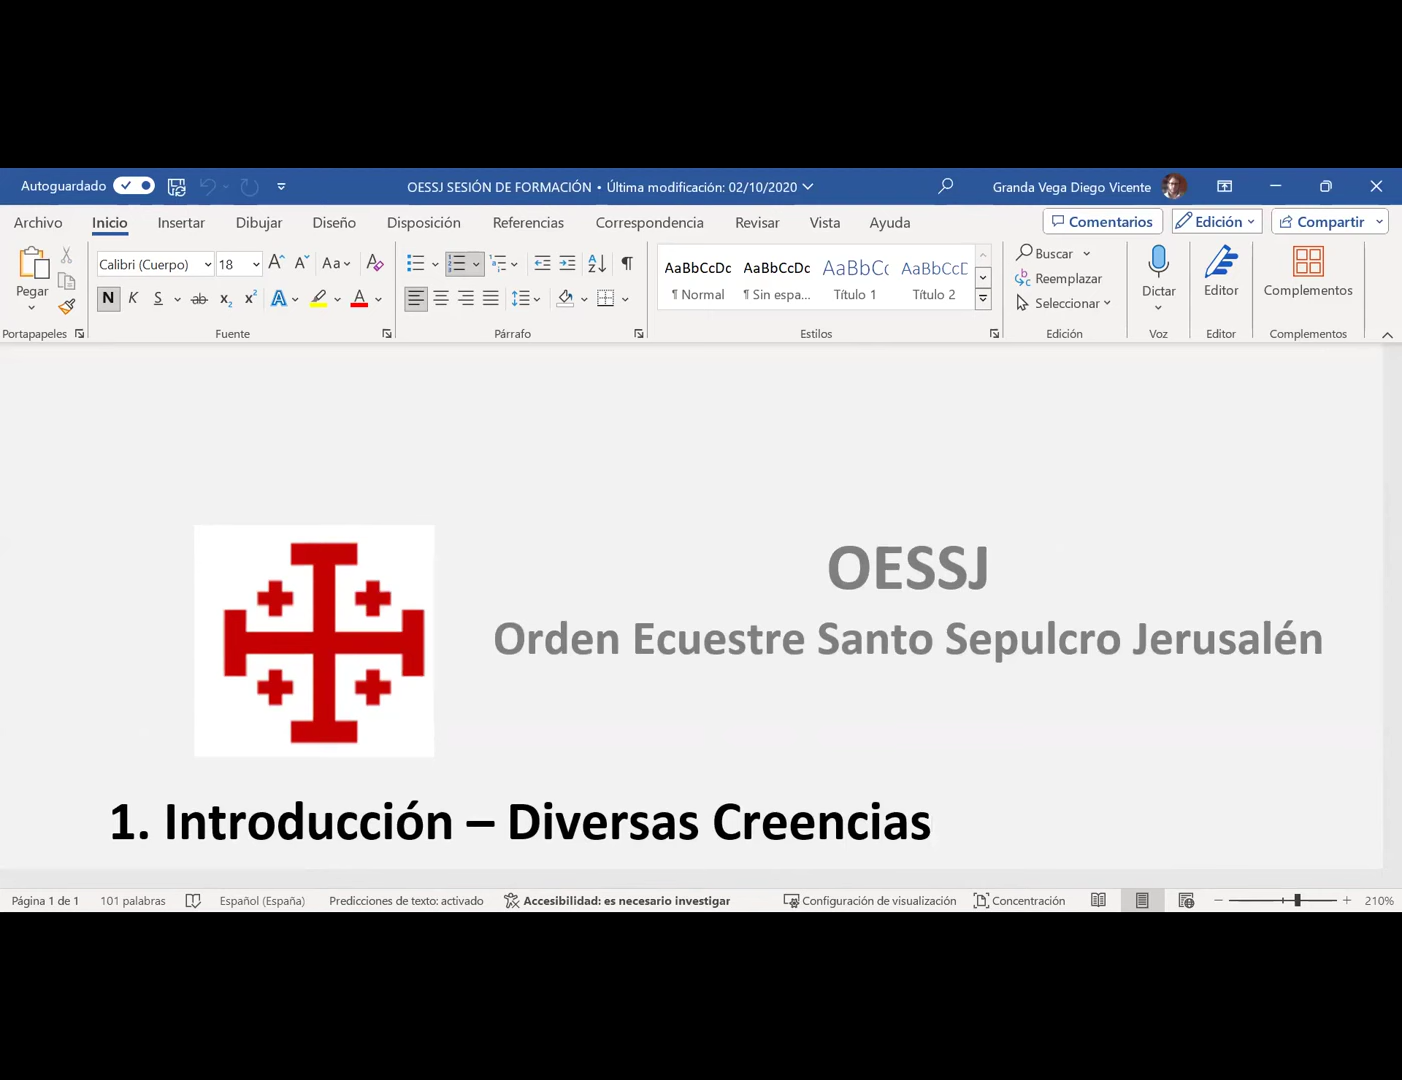 Autoguardado
OESSJ SESIÓN DE FORMACIÓN • Última modificación: 02/10/2020
Granda Vega Diego Vicente
Archivo Inicio Insertar Dibujar Diseño Disposición Referencias Correspondencia Revisar Vista Ayuda Comentarios Edición Compartir
Pegar
Calibri (Cuerpo) 18 A A Aa A
N K S ab x₂ x² A A
AaBbCcDc AaBbCcDc AaBbCc AaBbCcD
¶ Normal ¶ Sin espa... Título 1 Título 2
Buscar
Reemplazar
Seleccionar
Dictar
Editor
Complementos
Portapapeles Fuente Párrafo Estilos Edición Voz Editor Complementos
OESSJ
Orden Ecuestre Santo Sepulcro Jerusalén
1. Introducción – Diversas Creencias
Página 1 de 1 101 palabras Español (España) Predicciones de texto: activado Accesibilidad: es necesario investigar Configuración de visualización Concentración 210%